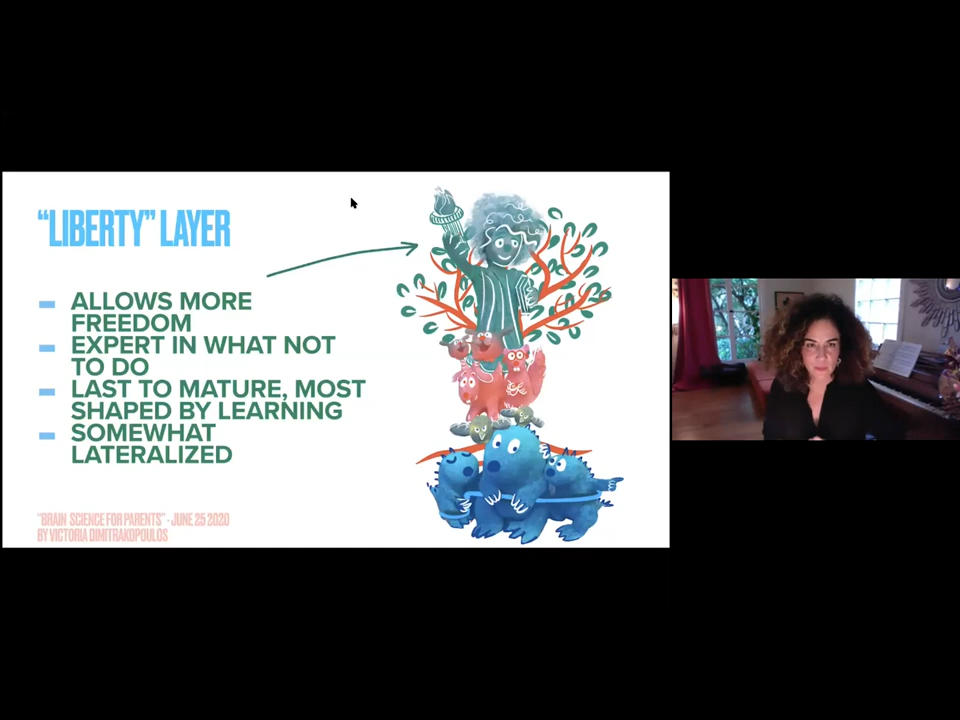 “LIBERTY” LAYER
ALLOWS MORE
FREEDOM
EXPERT IN WHAT NOT
TO DO
LAST TO MATURE, MOST
SHAPED BY LEARNING
SOMEWHAT
LATERALIZED
“BRAIN SCIENCE FOR PARENTS” - JUNE 25 2020
BY VICTORIA DIMITRAKOPOULOS